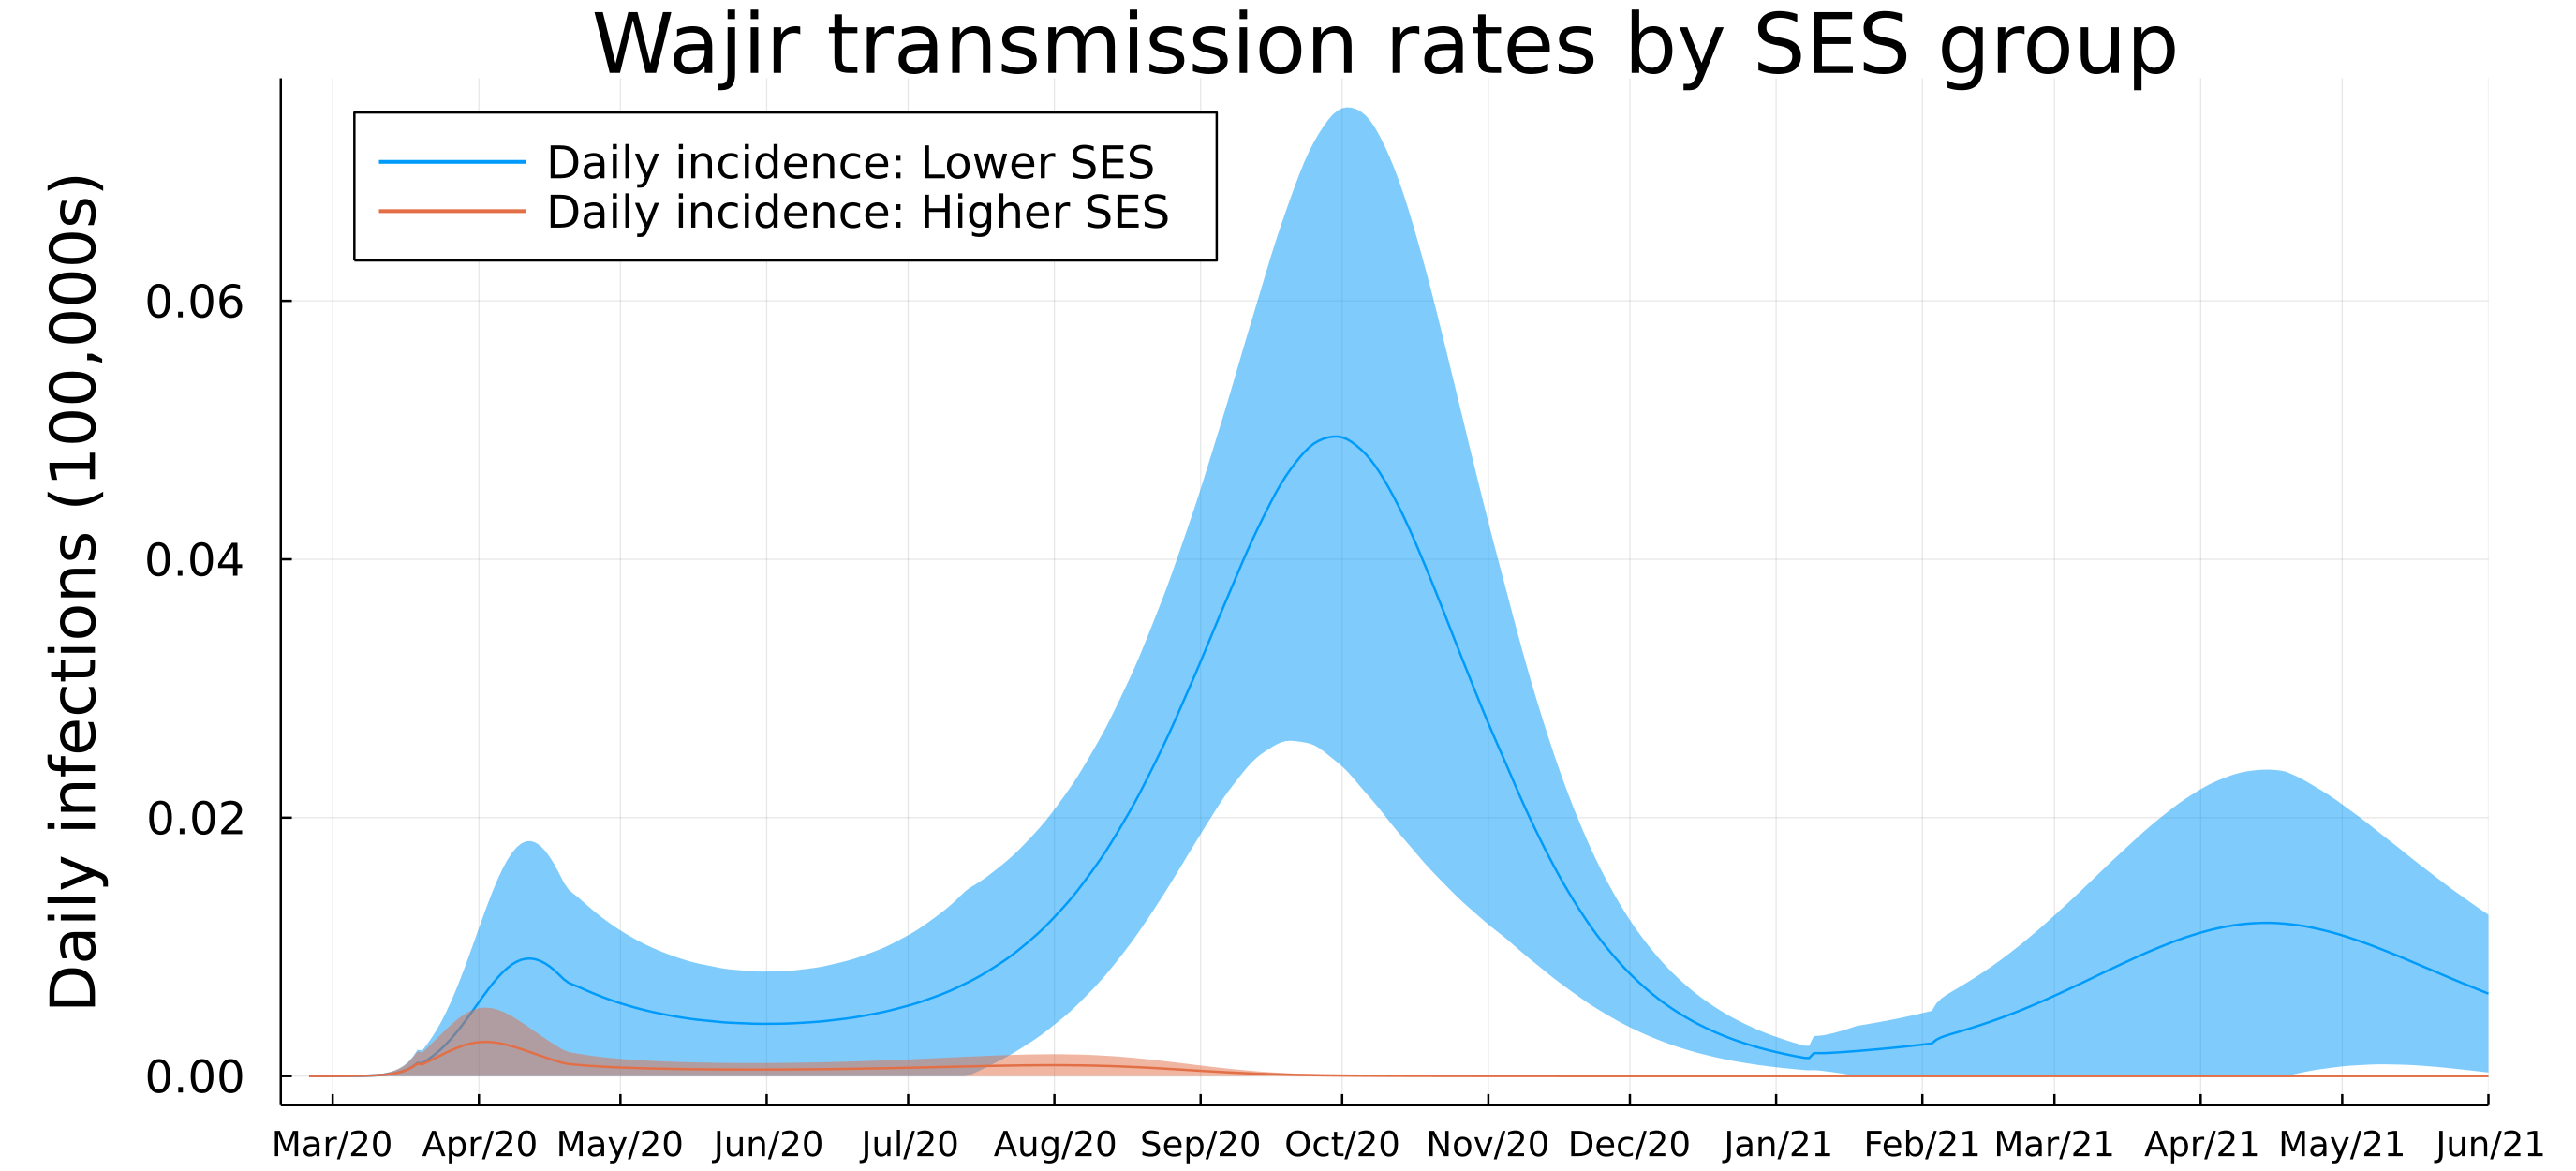 Wajir transmission rates by SES group
Daily incidence: Lower SES
Daily incidence: Higher SES
Daily infections (100,000s)
0.06
0.04
0.02
0.00
Mar/20 Apr/20 May/20 Jun/20 Jul/20 Aug/20 Sep/20 Oct/20 Nov/20 Dec/20 Jan/21 Feb/21 Mar/21 Apr/21 May/21 Jun/21